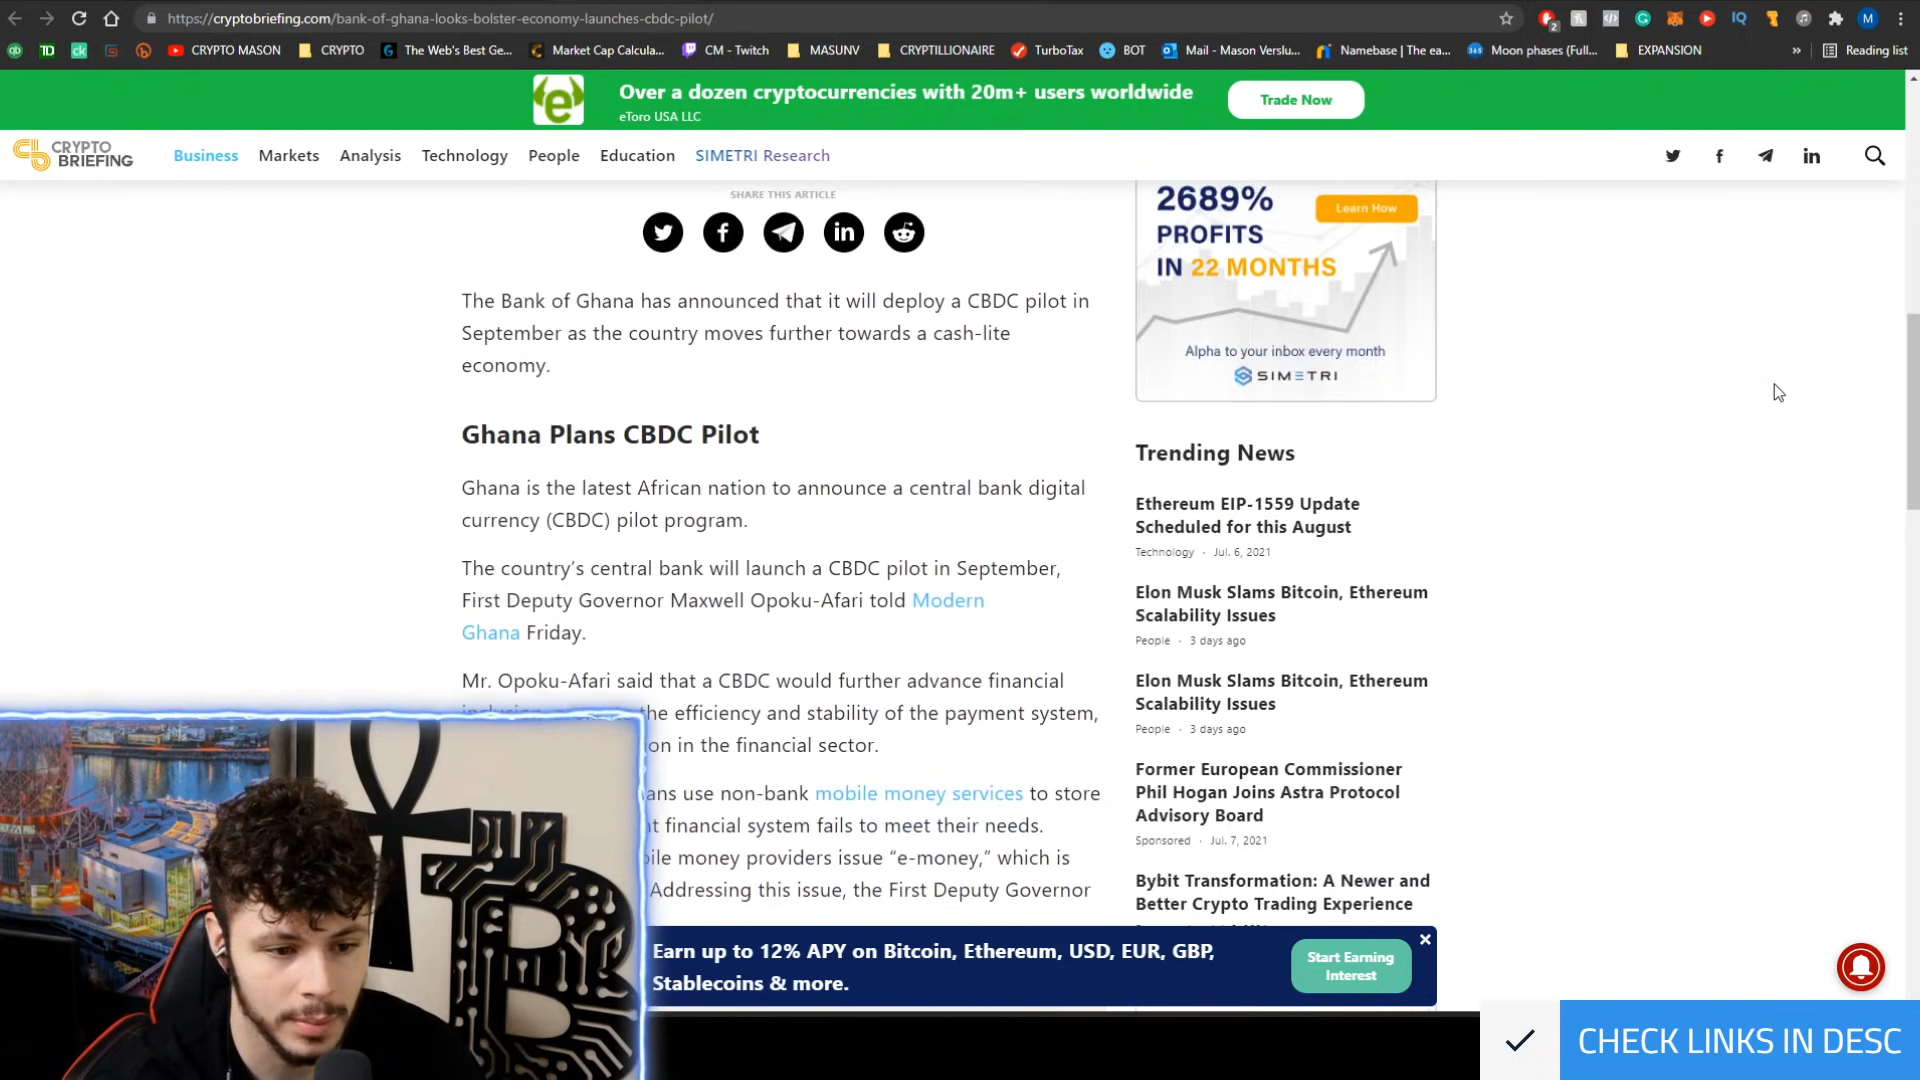 https://cryptobriefing.com/bank-of-ghana-looks-bolster-economy-launches-cbdc-pilot/
CRYPTO MASON
CRYPTO
The Web's Best Ge...
Market Cap Calcula...
CM - Twitch
MASUNV
CRYPTILLIONAIRE
TurboTax
BOT
Mail - Mason Verslu...
Namebase | The ea...
Moon phases (Full...
EXPANSION
»
Reading list
Over a dozen cryptocurrencies with 20m+ users worldwide
eToro USA LLC
Trade Now
CRYPTO
BRIEFING
Business
Markets
Analysis
Technology
People
Education
SIMETRI Research
SHARE THIS ARTICLE
The Bank of Ghana has announced that it will deploy a CBDC pilot in
September as the country moves further towards a cash-lite
economy.
Ghana Plans CBDC Pilot
Ghana is the latest African nation to announce a central bank digital
currency (CBDC) pilot program.
The country's central bank will launch a CBDC pilot in September,
First Deputy Governor Maxwell Opoku-Afari told Modern
Ghana Friday.
Mr. Opoku-Afari said that a CBDC would further advance financial
the efficiency and stability of the payment system,
on in the financial sector.
ans use non-bank mobile money services to store
t financial system fails to meet their needs.
ile money providers issue “e-money,” which is
Addressing this issue, the First Deputy Governor
2689%
PROFITS
IN 22 MONTHS
Learn How
Alpha to your inbox every month
SIMETRI
Trending News
Ethereum EIP-1559 Update
Scheduled for this August
Technology · Jul. 6, 2021
Elon Musk Slams Bitcoin, Ethereum
Scalability Issues
People · 3 days ago
Elon Musk Slams Bitcoin, Ethereum
Scalability Issues
People · 3 days ago
Former European Commissioner
Phil Hogan Joins Astra Protocol
Advisory Board
Sponsored · Jul. 7, 2021
Bybit Transformation: A Newer and
Better Crypto Trading Experience
Earn up to 12% APY on Bitcoin, Ethereum, USD, EUR, GBP,
Stablecoins & more.
Start Earning
Interest
CHECK LINKS IN DESC